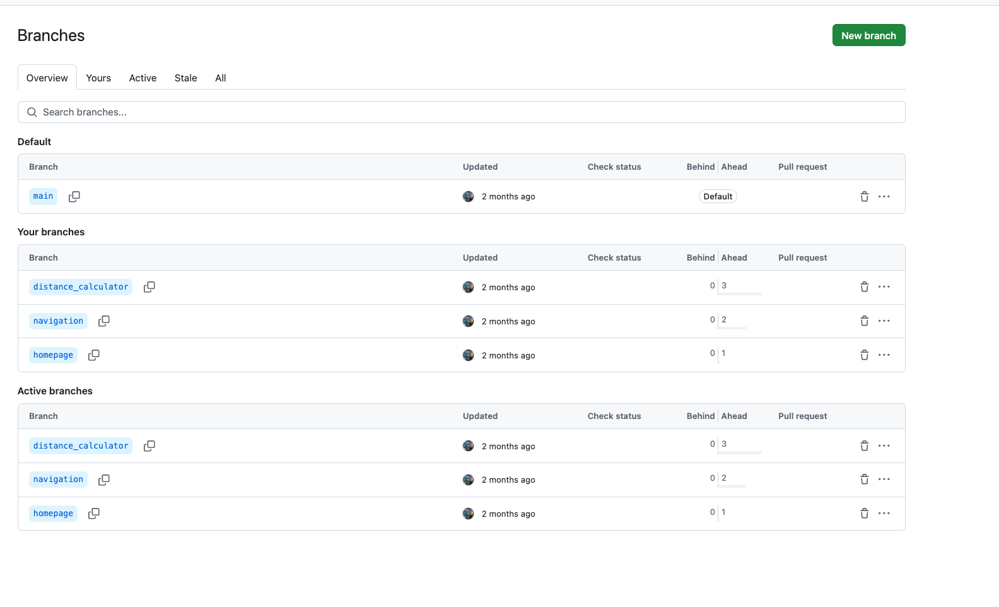 Branches
New branch
Overview Yours Active Stale All
Search branches...
Default
Branch Updated Check status Behind Ahead Pull request
main 2 months ago Default
Your branches
Branch Updated Check status Behind Ahead Pull request
distance_calculator 2 months ago 0 3
navigation 2 months ago 0 2
homepage 2 months ago 0 1
Active branches
Branch Updated Check status Behind Ahead Pull request
distance_calculator 2 months ago 0 3
navigation 2 months ago 0 2
homepage 2 months ago 0 1